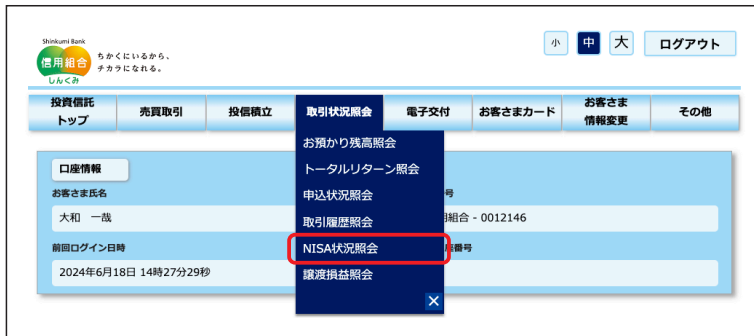 Shinkumi Bank
信用組合
しんくみ
ちかくにいるから、
チカラになれる。
小 中 大 ログアウト
投資信託
トップ
売買取引
投信積立
取引状況照会
電子交付
お客さまカード
お客さま
情報変更
その他
お預かり残高照会
トータルリターン照会
申込状況照会
取引履歴照会
NISA状況照会
譲渡損益照会
×
口座情報
お客さま氏名
号
大和 一哉
組合 - 0012146
前回ログイン日時
番号
2024年6月18日 14時27分29秒